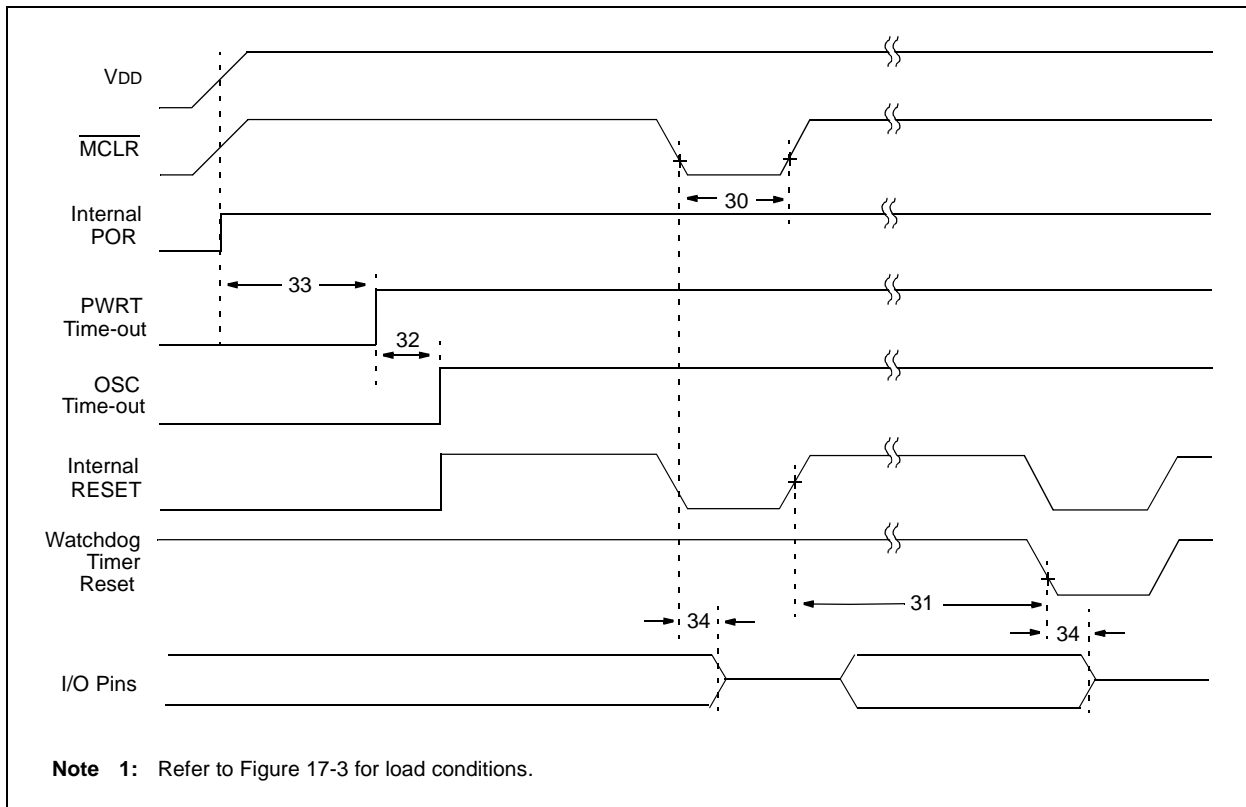 VDD
MCLR
Internal
POR
30
33
PWRT
Time-out
32
OSC
Time-out
Internal
RESET
Watchdog
Timer
Reset
31
34
34
I/O Pins
Note 1: Refer to Figure 17-3 for load conditions.